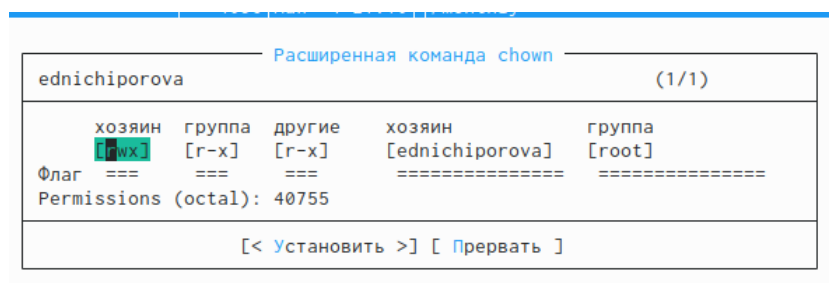 Расширенная команда chown
ednichiporova (1/1)
хозяин группа другие хозяин группа
[rwx] [r-x] [r-x] [ednichiporova] [root]
Флаг === === === =============== ===============
Permissions (octal): 40755
[< Установить >] [ Прервать ]